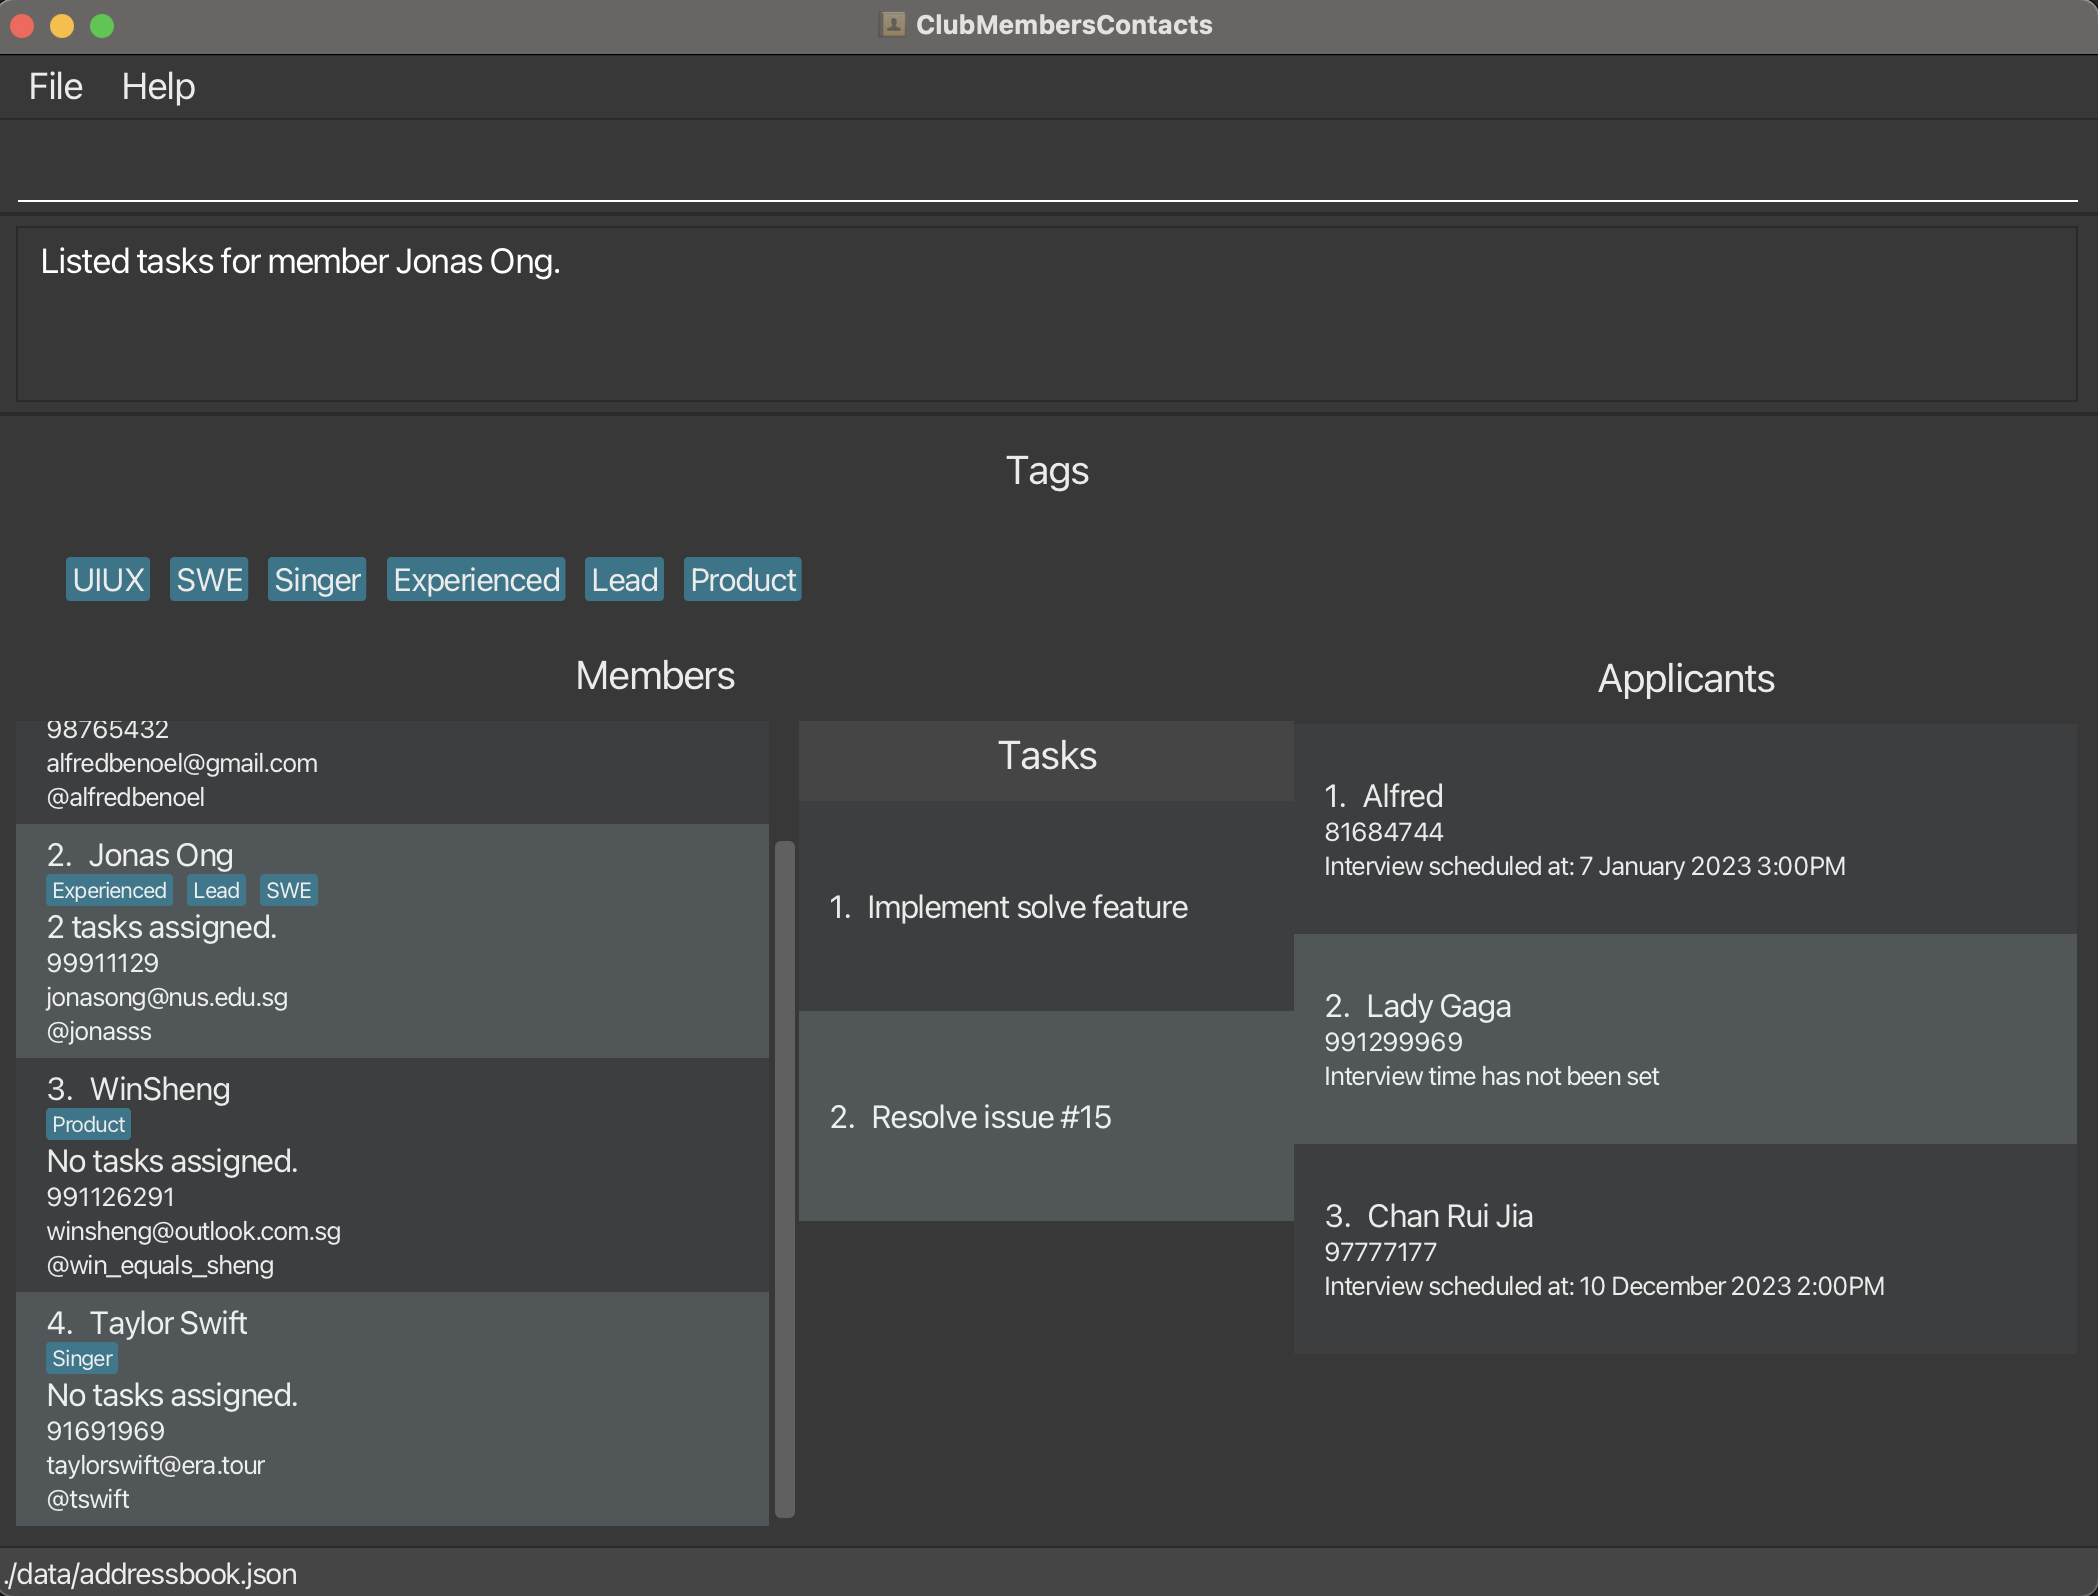 ClubMembersContacts
File Help
Listed tasks for member Jonas Ong.
Tags
UIUX SWE Singer Experienced Lead Product
Members
98765432
alfredbenoel@gmail.com
@alfredbenoel
2. Jonas Ong
Experienced Lead SWE
2 tasks assigned.
99911129
jonasong@nus.edu.sg
@jonasss
3. WinSheng
Product
No tasks assigned.
991126291
winsheng@outlook.com.sg
@win_equals_sheng
4. Taylor Swift
Singer
No tasks assigned.
91691969
taylorswift@era.tour
@tswift
Tasks
1. Implement solve feature
2. Resolve issue #15
Applicants
1. Alfred
81684744
Interview scheduled at: 7 January 2023 3:00PM
2. Lady Gaga
991299969
Interview time has not been set
3. Chan Rui Jia
97777177
Interview scheduled at: 10 December 2023 2:00PM
./data/addressbook.json